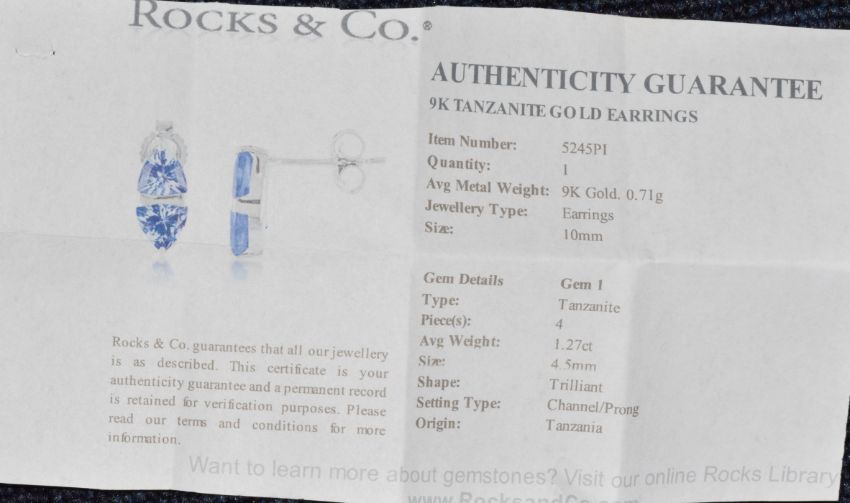 ROCKS & CO.®
AUTHENTICITY GUARANTEE
9K TANZANITE GOLD EARRINGS
Item Number: 5245PI
Quantity: 1
Avg Metal Weight: 9K Gold. 0.71g
Jewellery Type: Earrings
Size: 10mm
Gem Details Gem 1
Type: Tanzanite
Piece(s): 4
Avg Weight: 1.27ct
Size: 4.5mm
Shape: Trilliant
Setting Type: Channel/Prong
Origin: Tanzania
Rocks & Co. guarantees that all our jewellery
is as described. This certificate is your
authenticity guarantee and a permanent record
is retained for verification purposes. Please
read our terms and conditions for more
information.
Want to learn more about gemstones? Visit our online Rocks Library
www.RocksandCo.com